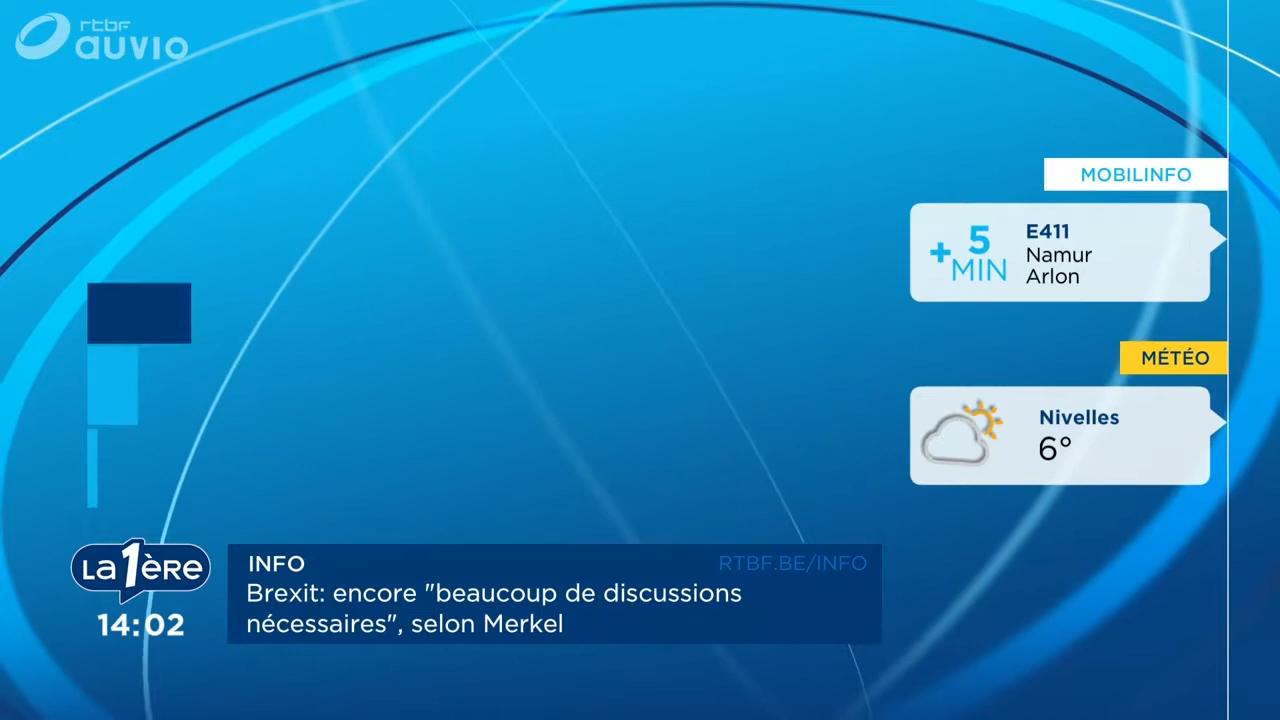 rtbf
auvio
MOBILINFO
+5
MIN
E411
Namur
Arlon
MÉTÉO
Nivelles
6°
La 1ère
14:02
INFO
RTBF.BE/INFO
Brexit: encore "beaucoup de discussions
nécessaires", selon Merkel